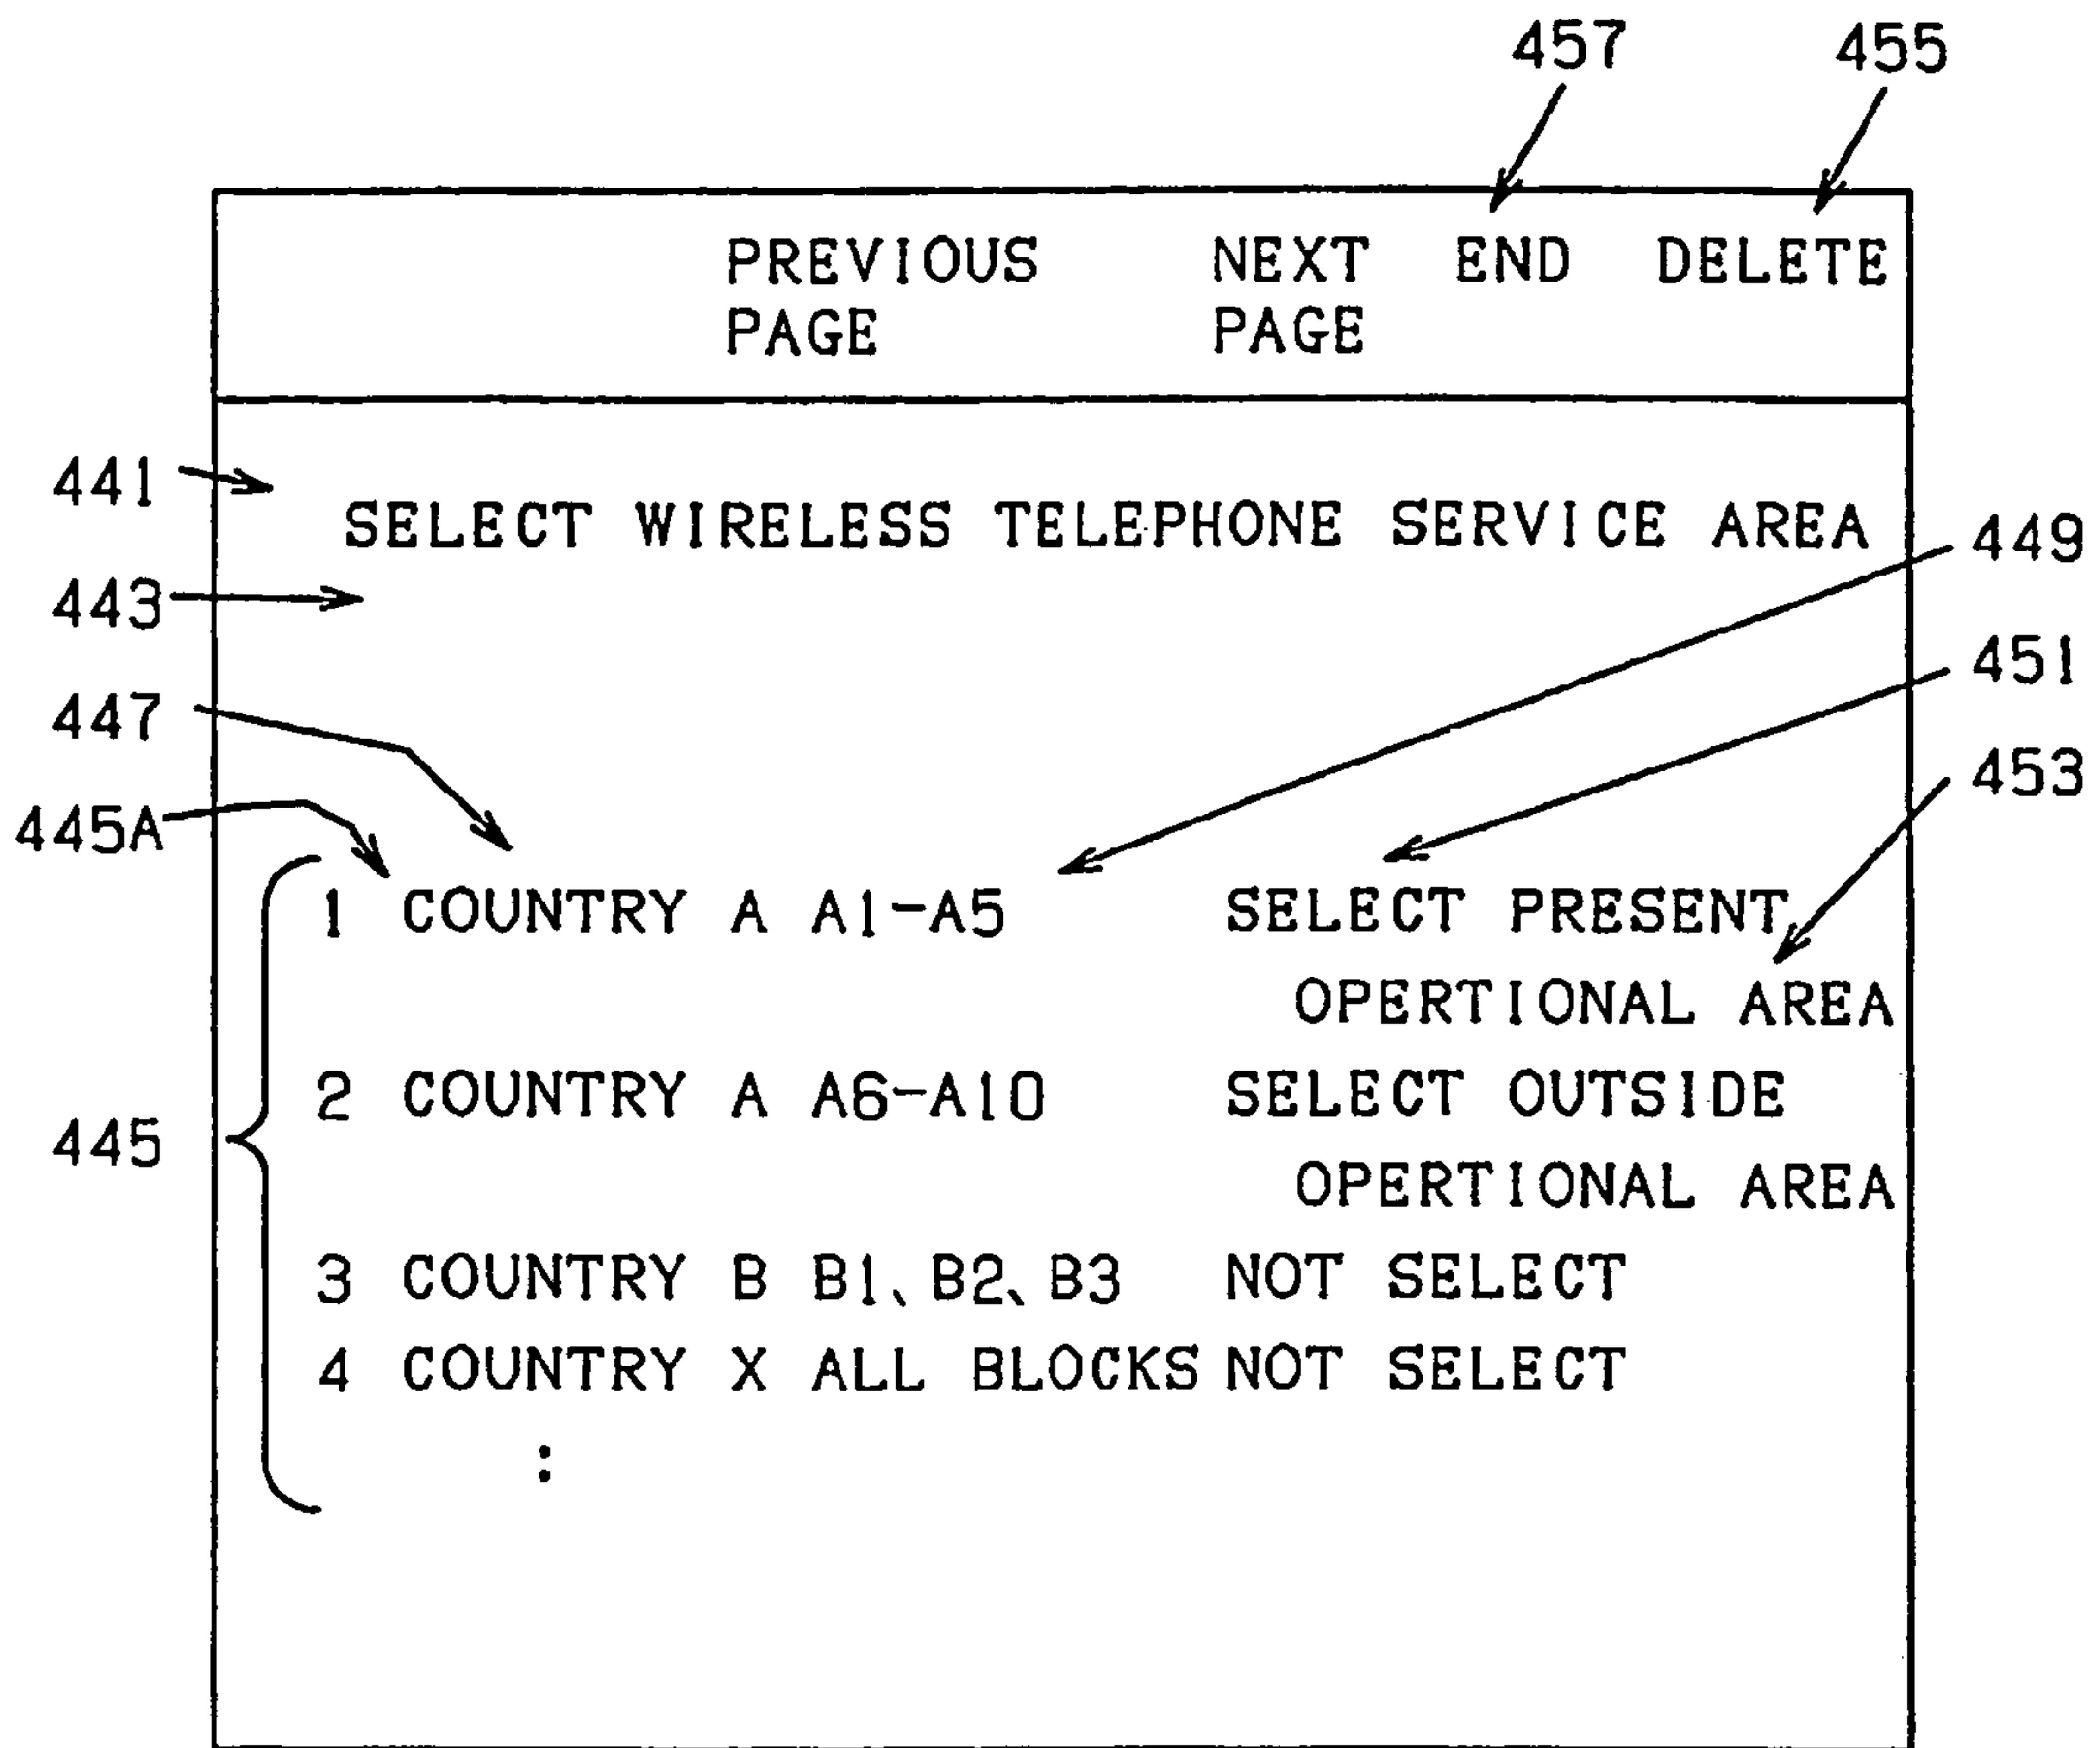 457 455
PREVIOUS NEXT END DELETE
PAGE PAGE
441
SELECT WIRELESS TELEPHONE SERVICE AREA
449
443
451
447
453
445A
1 COUNTRY A A1-A5 SELECT PRESENT
OPERTIONAL AREA
2 COUNTRY A A6-A10 SELECT OUTSIDE
445
OPERTIONAL AREA
3 COUNTRY B B1、B2、B3 NOT SELECT
4 COUNTRY X ALL BLOCKS NOT SELECT
: